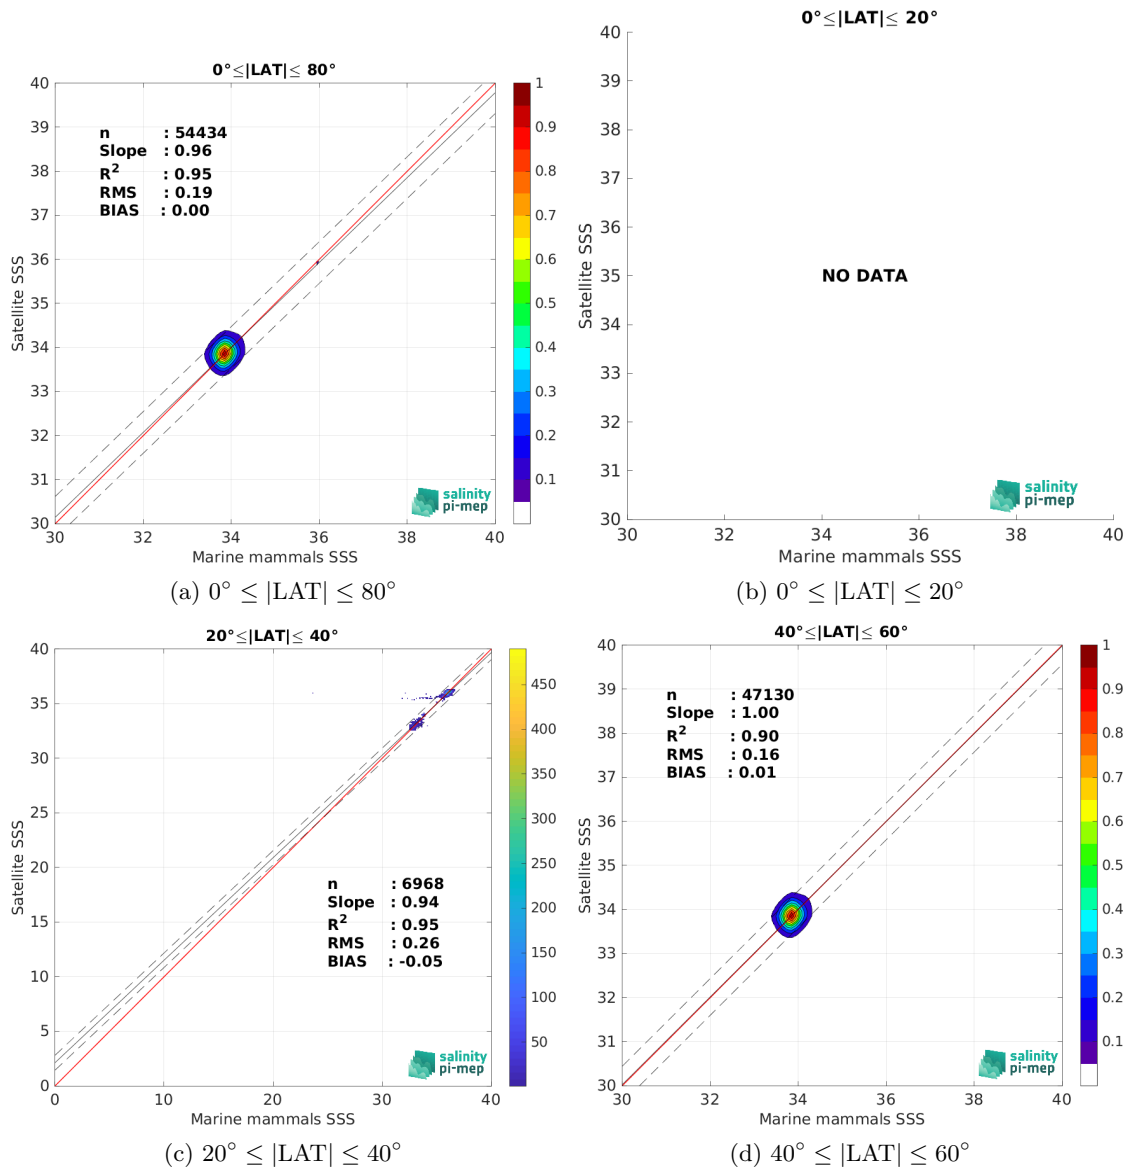 0°≤|LAT|≤ 80°
40
39
38
37
36
35
34
33
32
31
30
30
32
34
36
38
40
Satellite SSS
Marine mammals SSS
n : 54434
Slope : 0.96
R² : 0.95
RMS : 0.19
BIAS : 0.00
1
0.9
0.8
0.7
0.6
0.5
0.4
0.3
0.2
0.1
salinity
pi-mep
(a) 0° ≤ |LAT| ≤ 80°
0°≤|LAT|≤ 20°
40
39
38
37
36
35
34
33
32
31
30
30
32
34
36
38
40
Satellite SSS
Marine mammals SSS
NO DATA
salinity
pi-mep
(b) 0° ≤ |LAT| ≤ 20°
20°≤|LAT|≤ 40°
40
35
30
25
20
15
10
5
0
0
10
20
30
40
Satellite SSS
Marine mammals SSS
n : 6968
Slope : 0.94
R² : 0.95
RMS : 0.26
BIAS : -0.05
450
400
350
300
250
200
150
100
50
salinity
pi-mep
(c) 20° ≤ |LAT| ≤ 40°
40°≤|LAT|≤ 60°
40
39
38
37
36
35
34
33
32
31
30
30
32
34
36
38
40
Satellite SSS
Marine mammals SSS
n : 47130
Slope : 1.00
R² : 0.90
RMS : 0.16
BIAS : 0.01
1
0.9
0.8
0.7
0.6
0.5
0.4
0.3
0.2
0.1
salinity
pi-mep
(d) 40° ≤ |LAT| ≤ 60°